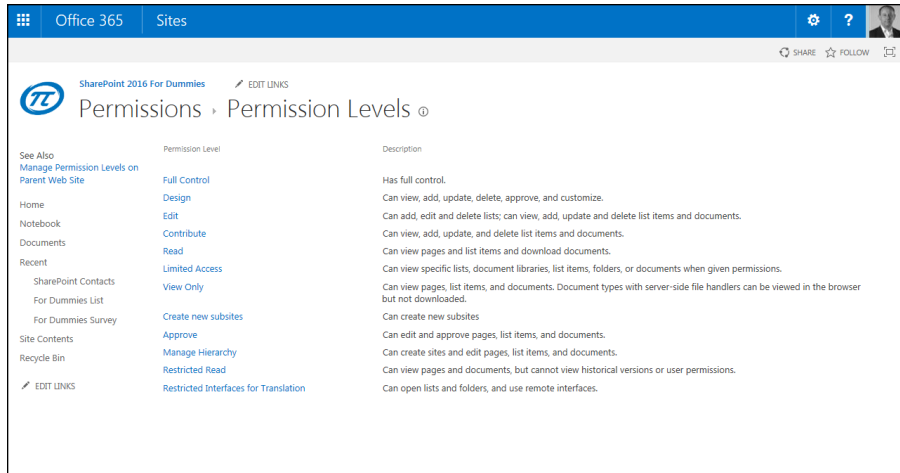 Office 365 Sites ?
SHARE FOLLOW
SharePoint 2016 For Dummies EDIT LINKS
Permissions ▸ Permission Levels
See Also
Manage Permission Levels on
Parent Web Site
Home
Notebook
Documents
Recent
SharePoint Contacts
For Dummies List
For Dummies Survey
Site Contents
Recycle Bin
EDIT LINKS
Permission Level Description
Full Control Has full control.
Design Can view, add, update, delete, approve, and customize.
Edit Can add, edit and delete lists; can view, add, update and delete list items and documents.
Contribute Can view, add, update, and delete list items and documents.
Read Can view pages and list items and download documents.
Limited Access Can view specific lists, document libraries, list items, folders, or documents when given permissions.
View Only Can view pages, list items, and documents. Document types with server-side file handlers can be viewed in the browser
but not downloaded.
Create new subsites Can create new subsites
Approve Can edit and approve pages, list items, and documents.
Manage Hierarchy Can create sites and edit pages, list items, and documents.
Restricted Read Can view pages and documents, but cannot view historical versions or user permissions.
Restricted Interfaces for Translation Can open lists and folders, and use remote interfaces.